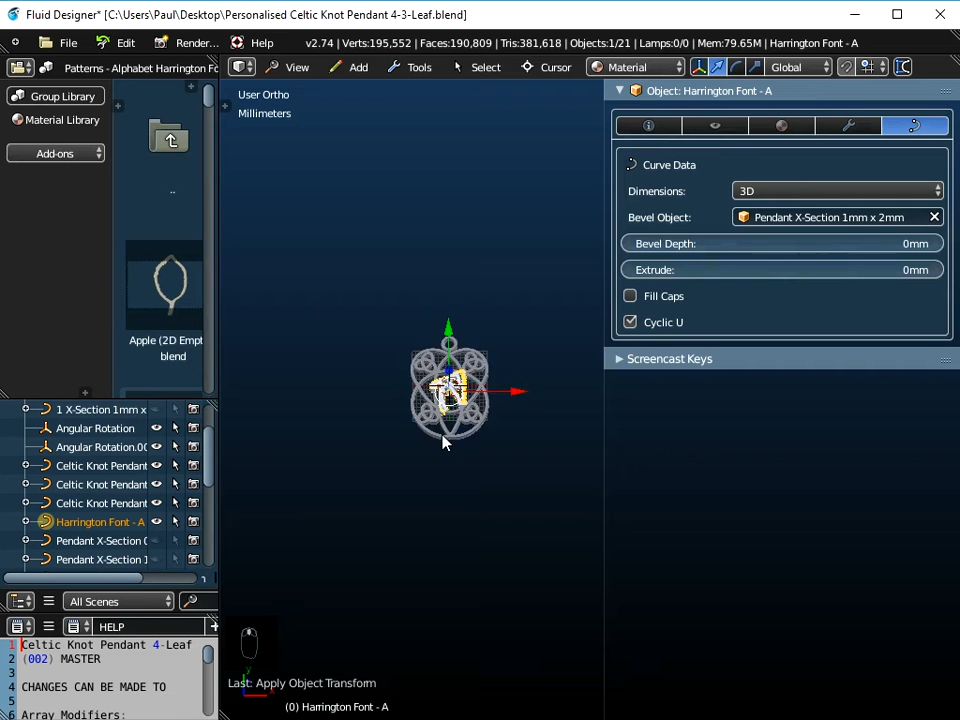 Fluid Designer* [C:\Users\Paul\Desktop\Personalised Celtic Knot Pendant 4-3-Leaf.blend]
File Edit Render... Help v2.74 | Verts:195,552 | Faces:190,809 | Tris:381,618 | Objects:1/21 | Lamps:0/0 | Mem:79.65M | Harrington Font - A
Patterns - Alphabet Harrington Fo
View Add Tools Select Cursor Material Global
Group Library
Material Library
Add-ons
..
Apple (2D Empt
blend
User Ortho
Millimeters
Object: Harrington Font - A
Curve Data
Dimensions: 3D
Bevel Object: Pendant X-Section 1mm x 2mm
Bevel Depth: 0mm
Extrude: 0mm
Fill Caps
Cyclic U
Screencast Keys
1 X-Section 1mm x
Angular Rotation
Angular Rotation.00
Celtic Knot Pendant
Celtic Knot Pendant
Celtic Knot Pendant
Harrington Font - A
Pendant X-Section 0
Pendant X-Section 1
All Scenes
HELP
1 Celtic Knot Pendant 4-Leaf
2 (002) MASTER
3
4 CHANGES CAN BE MADE TO
5
6 Array Modifiers:
Last: Apply Object Transform
(0) Harrington Font - A
y